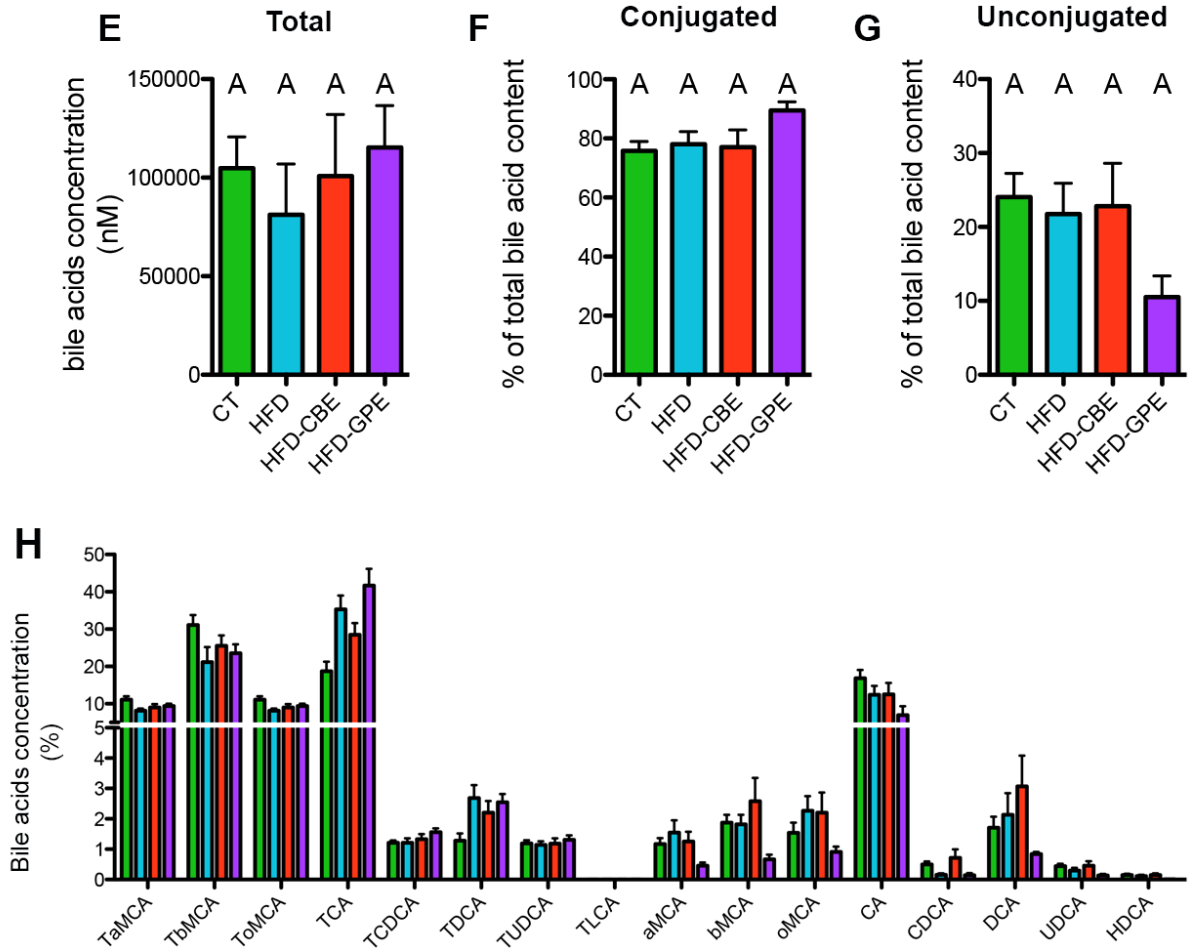 E Total
bile acids concentration
(nM)
150000
100000
50000
0
A A A A
CT HFD HFD-CBE HFD-GPE
F Conjugated
% of total bile acid content
100
80
60
40
20
0
A A A A
CT HFD HFD-CBE HFD-GPE
G Unconjugated
% of total bile acid content
40
30
20
10
0
A A A A
CT HFD HFD-CBE HFD-GPE
H
Bile acids concentration
(%)
50
40
30
20
10
5
4
3
2
1
0
TaMCA TbMCA ToMCA TCA TCDCA TDCA TUDCA TLCA aMCA bMCA oMCA CA CDCA DCA UDCA HDCA